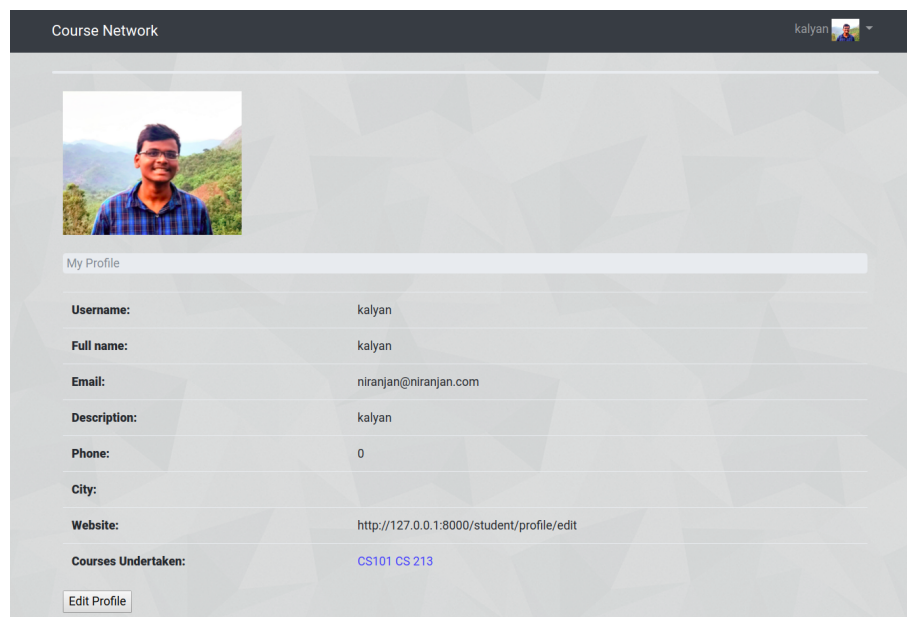 Course Network kalyan
My Profile
Username: kalyan
Full name: kalyan
Email: niranjan@niranjan.com
Description: kalyan
Phone: 0
City:
Website: http://127.0.0.1:8000/student/profile/edit
Courses Undertaken: CS101 CS 213
Edit Profile